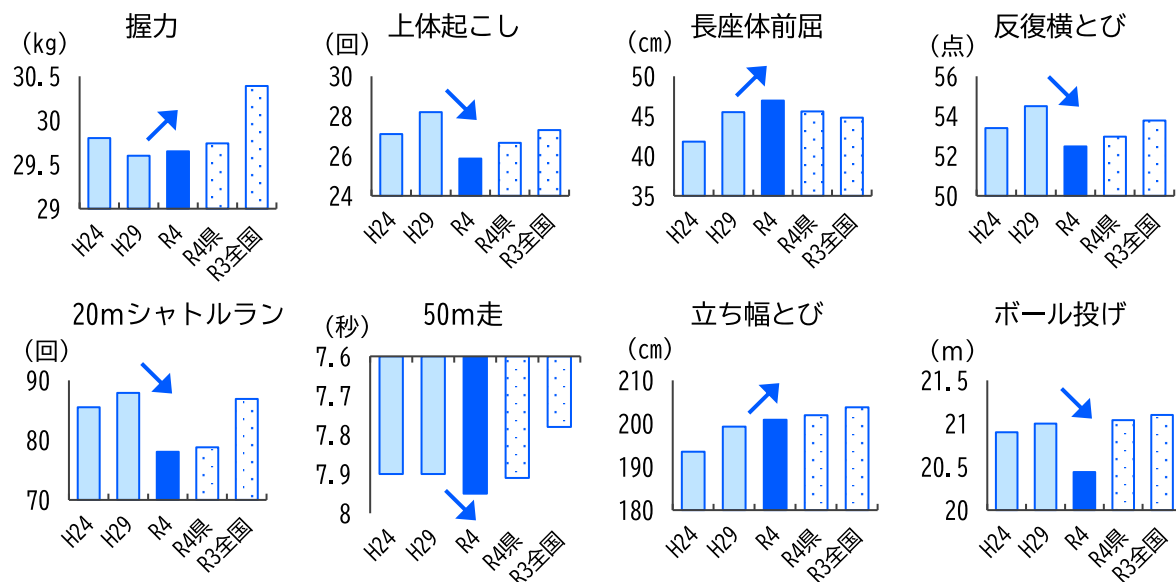 握力
(kg)
30.5
30
29.5
29
H24
H29
R4
R4県
R3全国
上体起こし
(回)
30
28
26
24
H24
H29
R4
R4県
R3全国
長座体前屈
(cm)
50
45
40
35
H24
H29
R4
R4県
R3全国
反復横とび
(点)
56
54
52
50
H24
H29
R4
R4県
R3全国
20mシャトルラン
(回)
90
80
70
H24
H29
R4
R4県
R3全国
50m走
(秒)
7.6
7.7
7.8
7.9
8
H24
H29
R4
R4県
R3全国
立ち幅とび
(cm)
210
200
190
180
H24
H29
R4
R4県
R3全国
ボール投げ
(m)
21.5
21
20.5
20
H24
H29
R4
R4県
R3全国